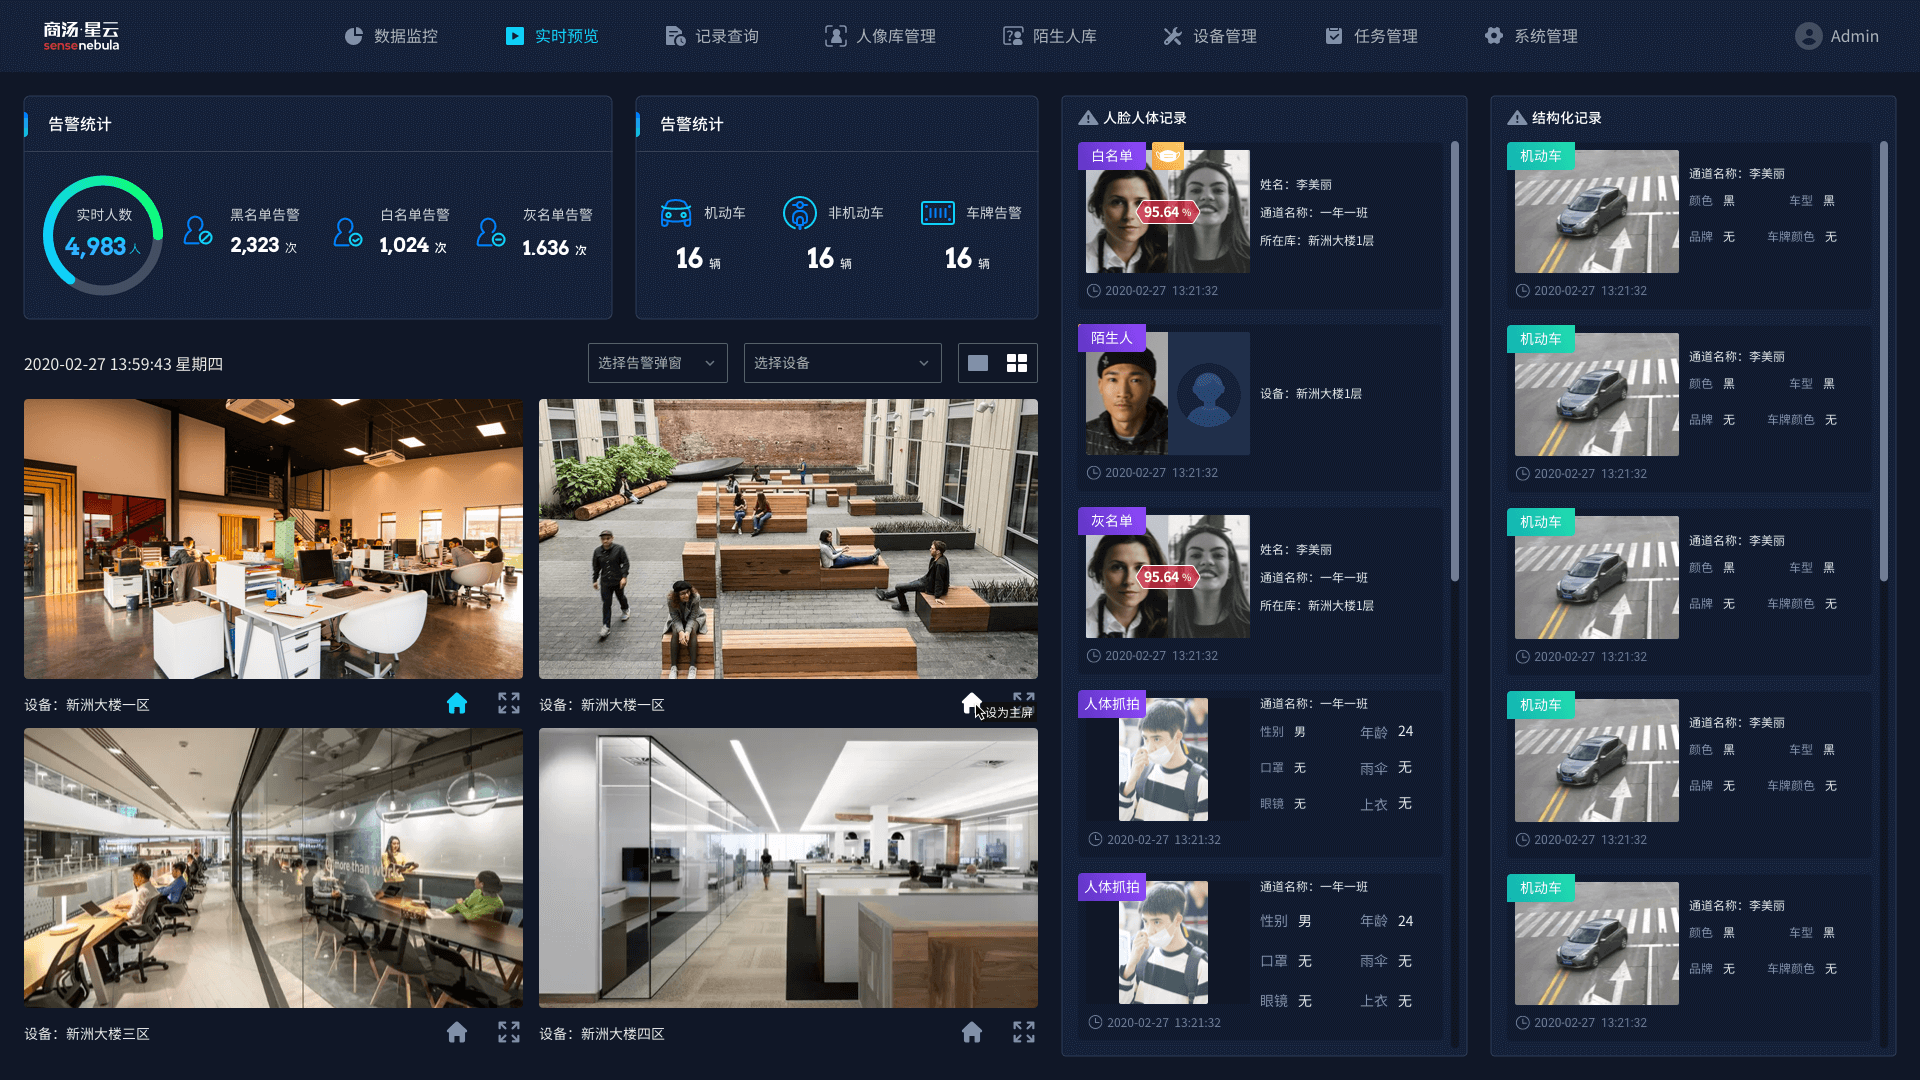 商汤·星云
sensenebula
数据监控
实时预览
记录查询
人像库管理
陌生人库
设备管理
任务管理
系统管理
Admin
告警统计
实时人数
4,983人
黑名单告警
2,323 次
白名单告警
1,024 次
灰名单告警
1.636 次
告警统计
机动车
16 辆
非机动车
16 辆
车牌告警
16 辆
2020-02-27 13:59:43 星期四
选择告警弹窗
选择设备
设备：新洲大楼一区
设备：新洲大楼一区
设为主屏
more than work
设备：新洲大楼三区
设备：新洲大楼四区
人脸人体记录
白名单
95.64 %
姓名：李美丽
通道名称：一年一班
所在库：新洲大楼1层
2020-02-27 13:21:32
陌生人
设备：新洲大楼1层
2020-02-27 13:21:32
灰名单
95.64 %
姓名：李美丽
通道名称：一年一班
所在库：新洲大楼1层
2020-02-27 13:21:32
人体抓拍
通道名称：一年一班
性别 男 年龄 24
口罩 无 雨伞 无
眼镜 无 上衣 无
2020-02-27 13:21:32
人体抓拍
通道名称：一年一班
性别 男 年龄 24
口罩 无 雨伞 无
眼镜 无 上衣 无
2020-02-27 13:21:32
结构化记录
机动车
通道名称：李美丽
颜色 黑 车型 黑
品牌 无 车牌颜色 无
2020-02-27 13:21:32
机动车
通道名称：李美丽
颜色 黑 车型 黑
品牌 无 车牌颜色 无
2020-02-27 13:21:32
机动车
通道名称：李美丽
颜色 黑 车型 黑
品牌 无 车牌颜色 无
2020-02-27 13:21:32
机动车
通道名称：李美丽
颜色 黑 车型 黑
品牌 无 车牌颜色 无
2020-02-27 13:21:32
机动车
通道名称：李美丽
颜色 黑 车型 黑
品牌 无 车牌颜色 无
2020-02-27 13:21:32